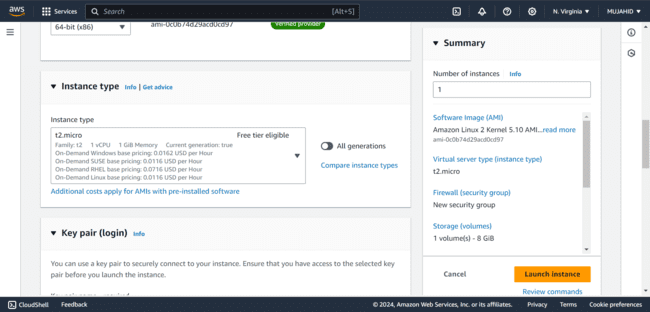 aws
Services
Search
[Alt+S]
N. Virginia
MUJAHID
64-bit (x86)
ami-0c0b74d29acd0cd97
Verified provider
Instance type Info | Get advice
Instance type
t2.micro Free tier eligible
Family: t2 1 vCPU 1 GiB Memory Current generation: true
On-Demand Windows base pricing: 0.0162 USD per Hour
On-Demand SUSE base pricing: 0.0116 USD per Hour
On-Demand RHEL base pricing: 0.0716 USD per Hour
On-Demand Linux base pricing: 0.0116 USD per Hour
All generations
Compare instance types
Additional costs apply for AMIs with pre-installed software
Key pair (login) Info
You can use a key pair to securely connect to your instance. Ensure that you have access to the selected key
pair before you launch the instance.
Summary
Number of instances Info
1
Software Image (AMI)
Amazon Linux 2 Kernel 5.10 AMI...read more
ami-0c0b74d29acd0cd97
Virtual server type (instance type)
t2.micro
Firewall (security group)
New security group
Storage (volumes)
1 volume(s) - 8 GiB
Cancel
Launch instance
Review commands
CloudShell
Feedback
© 2024, Amazon Web Services, Inc. or its affiliates.
Privacy
Terms
Cookie preferences